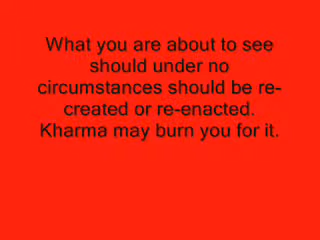 What you are about to see
should under no
circumstances should be re-
created or re-enacted.
Kharma may burn you for it.